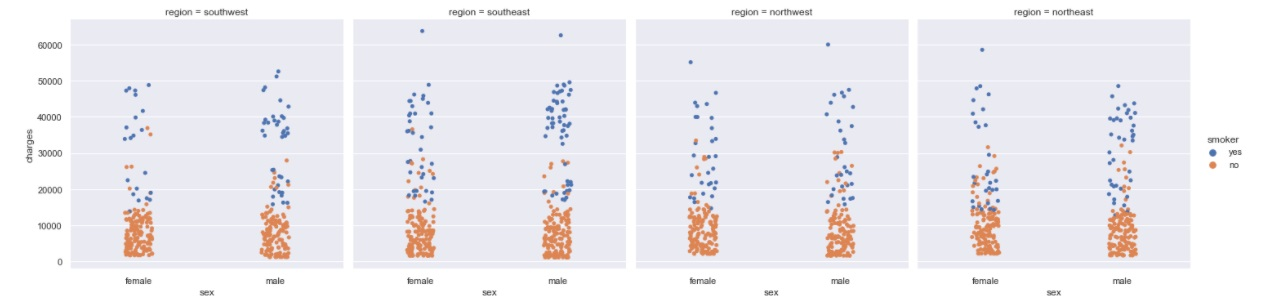 region = southwest
region = southeast
region = northwest
region = northeast
charges
60000
50000
40000
30000
20000
10000
0
female
male
female
male
female
male
female
male
sex
sex
sex
sex
smoker
yes
no